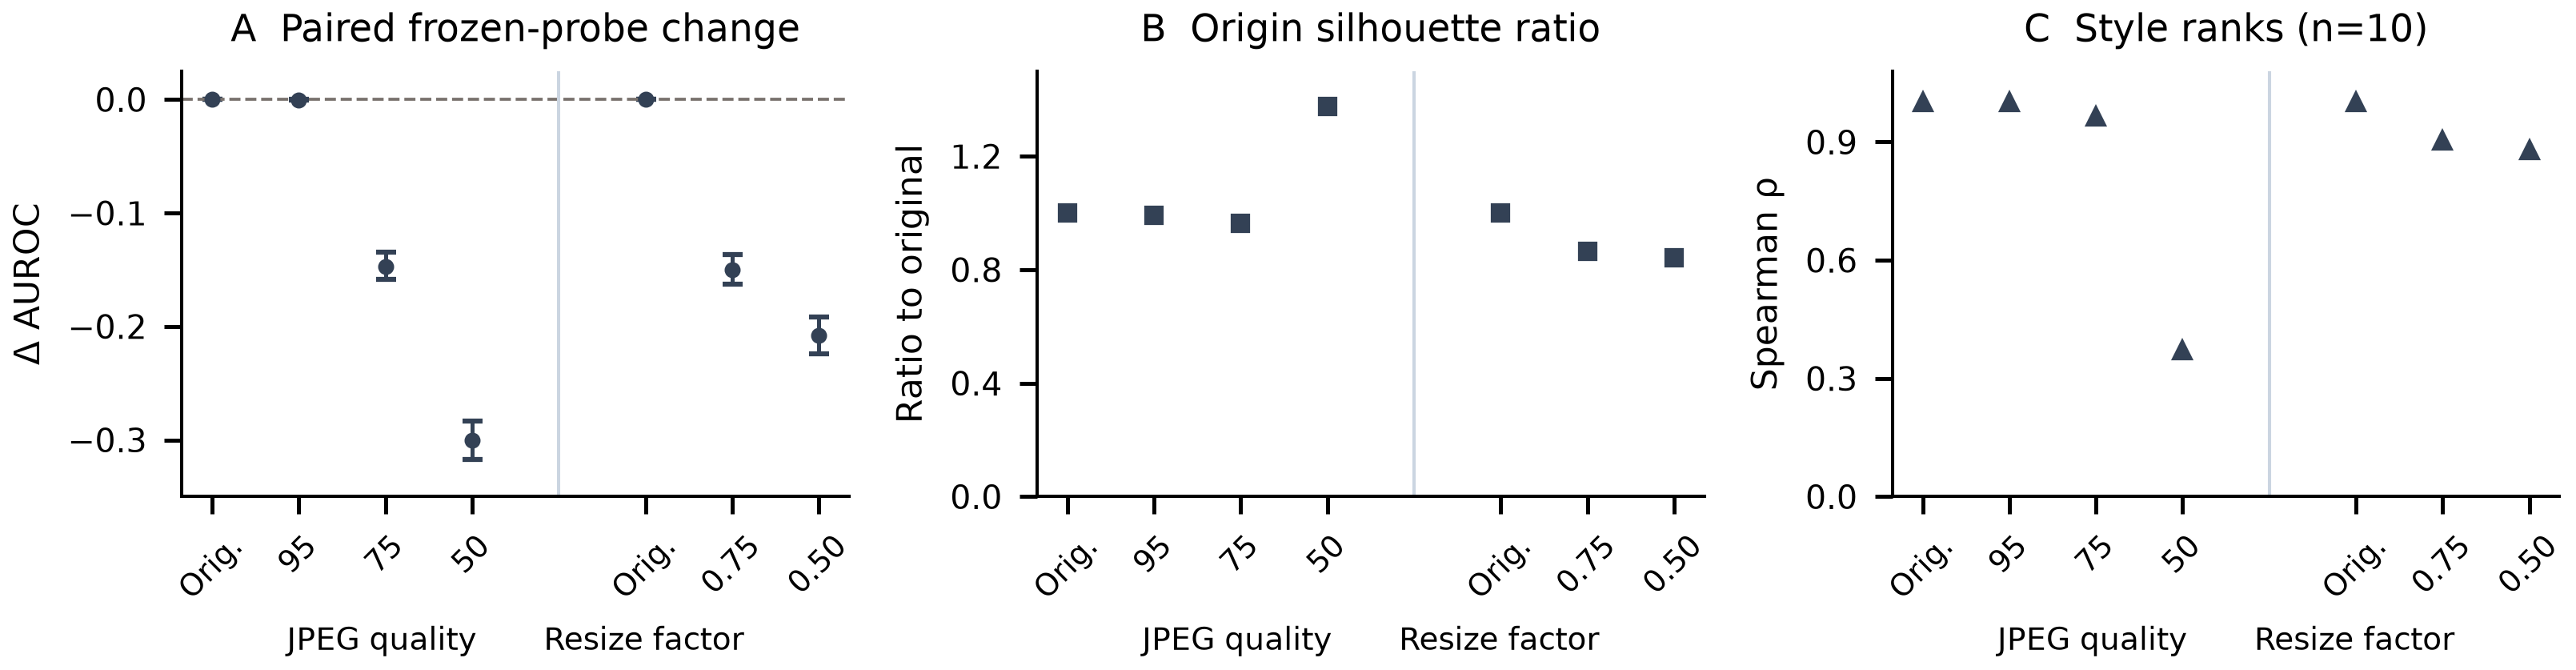 A  Paired frozen-probe change
Δ AUROC
0.0
−0.1
−0.2
−0.3
Orig.
95
75
50
Orig.
0.75
0.50
JPEG quality
Resize factor
B  Origin silhouette ratio
Ratio to original
1.2
0.8
0.4
0.0
Orig.
95
75
50
Orig.
0.75
0.50
JPEG quality
Resize factor
C  Style ranks (n=10)
Spearman ρ
0.9
0.6
0.3
0.0
Orig.
95
75
50
Orig.
0.75
0.50
JPEG quality
Resize factor